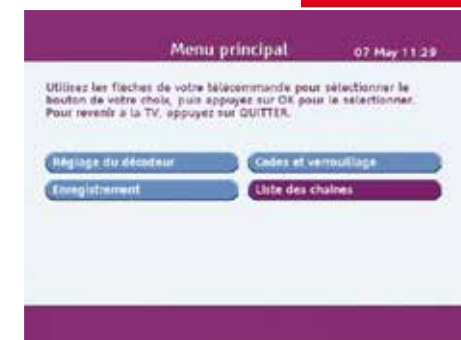 Menu principal
07 May 11:29
Utilisez les flèches de votre télécommande pour sélectionner le
bouton de votre choix, puis appuyez sur OK pour le sélectionner.
Pour revenir à la TV, appuyez sur QUITTER.
Réglage du décodeur
Codes et verrouillage
Enregistrement
Liste des chaînes